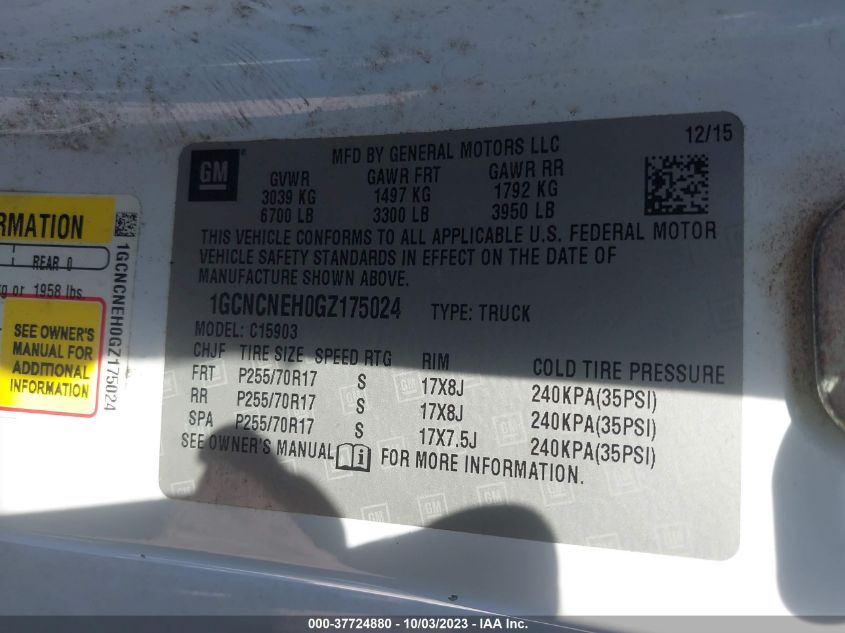 GM
MFD BY GENERAL MOTORS LLC
12/15
GVWR GAWR FRT GAWR RR
3039 KG 1497 KG 1792 KG
6700 LB 3300 LB 3950 LB
THIS VEHICLE CONFORMS TO ALL APPLICABLE U.S. FEDERAL MOTOR
VEHICLE SAFETY STANDARDS IN EFFECT ON THE DATE OF
MANUFACTURE SHOWN ABOVE.
1GCNCNEH0GZ175024 TYPE: TRUCK
MODEL: C15903
CHJF TIRE SIZE SPEED RTG RIM COLD TIRE PRESSURE
FRT P255/70R17 S 17X8J 240KPA(35PSI)
RR P255/70R17 S 17X8J 240KPA(35PSI)
SPA P255/70R17 S 17X7.5J 240KPA(35PSI)
SEE OWNER'S MANUAL FOR MORE INFORMATION.
RMATION
REAR 0
kg or 1958 lbs.
SEE OWNER'S
MANUAL FOR
ADDITIONAL
INFORMATION
1GCNCNEH0GZ175024
000-37724880 - 10/03/2023 - IAA Inc.